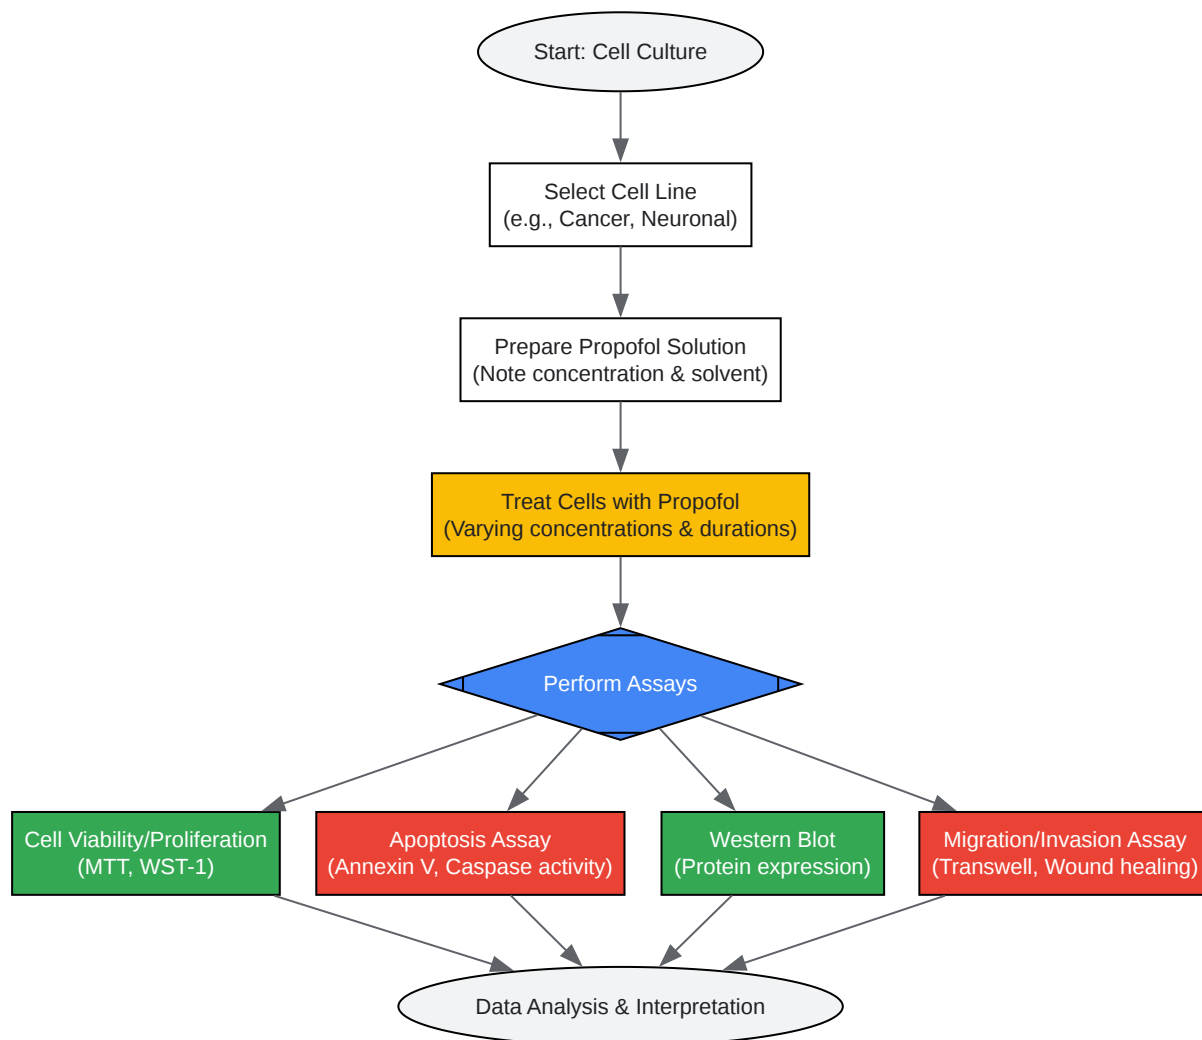 Start: Cell Culture
Select Cell Line
(e.g., Cancer, Neuronal)
Prepare Propofol Solution
(Note concentration & solvent)
Treat Cells with Propofol
(Varying concentrations & durations)
Perform Assays
Cell Viability/Proliferation
(MTT, WST-1)
Apoptosis Assay
(Annexin V, Caspase activity)
Western Blot
(Protein expression)
Migration/Invasion Assay
(Transwell, Wound healing)
Data Analysis & Interpretation